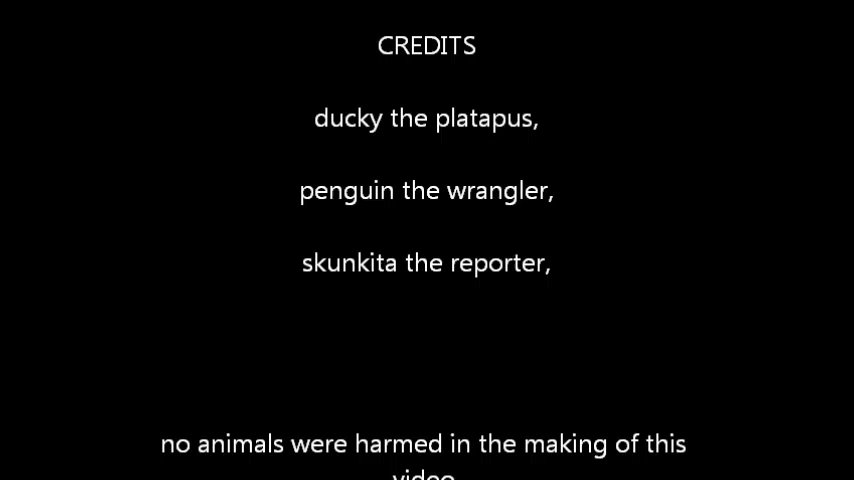 CREDITS
ducky the platapus,
penguin the wrangler,
skunkita the reporter,
no animals were harmed in the making of this
video